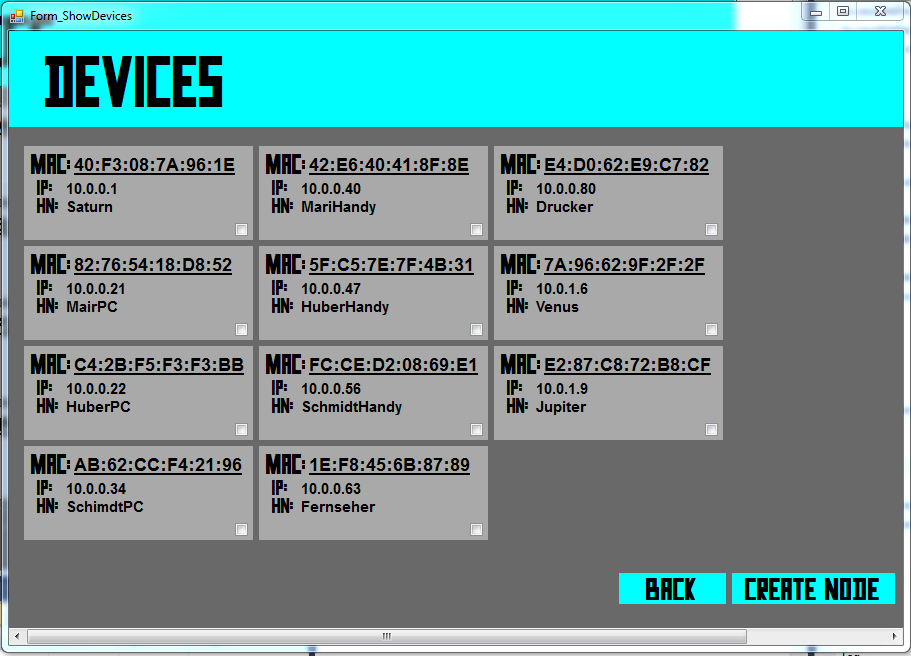 Form_ShowDevices
DEVICES
MAC: 40:F3:08:7A:96:1E
IP: 10.0.0.1
HN: Saturn
MAC: 82:76:54:18:D8:52
IP: 10.0.0.21
HN: MairPC
MAC: C4:2B:F5:F3:F3:BB
IP: 10.0.0.22
HN: HuberPC
MAC: AB:62:CC:F4:21:96
IP: 10.0.0.34
HN: SchimdtPC
MAC: 42:E6:40:41:8F:8E
IP: 10.0.0.40
HN: MariHandy
MAC: 5F:C5:7E:7F:4B:31
IP: 10.0.0.47
HN: HuberHandy
MAC: FC:CE:D2:08:69:E1
IP: 10.0.0.56
HN: SchmidtHandy
MAC: 1E:F8:45:6B:87:89
IP: 10.0.0.63
HN: Fernseher
MAC: E4:D0:62:E9:C7:82
IP: 10.0.0.80
HN: Drucker
MAC: 7A:96:62:9F:2F:2F
IP: 10.0.1.6
HN: Venus
MAC: E2:87:C8:72:B8:CF
IP: 10.0.1.9
HN: Jupiter
BACK
CREATE NODE